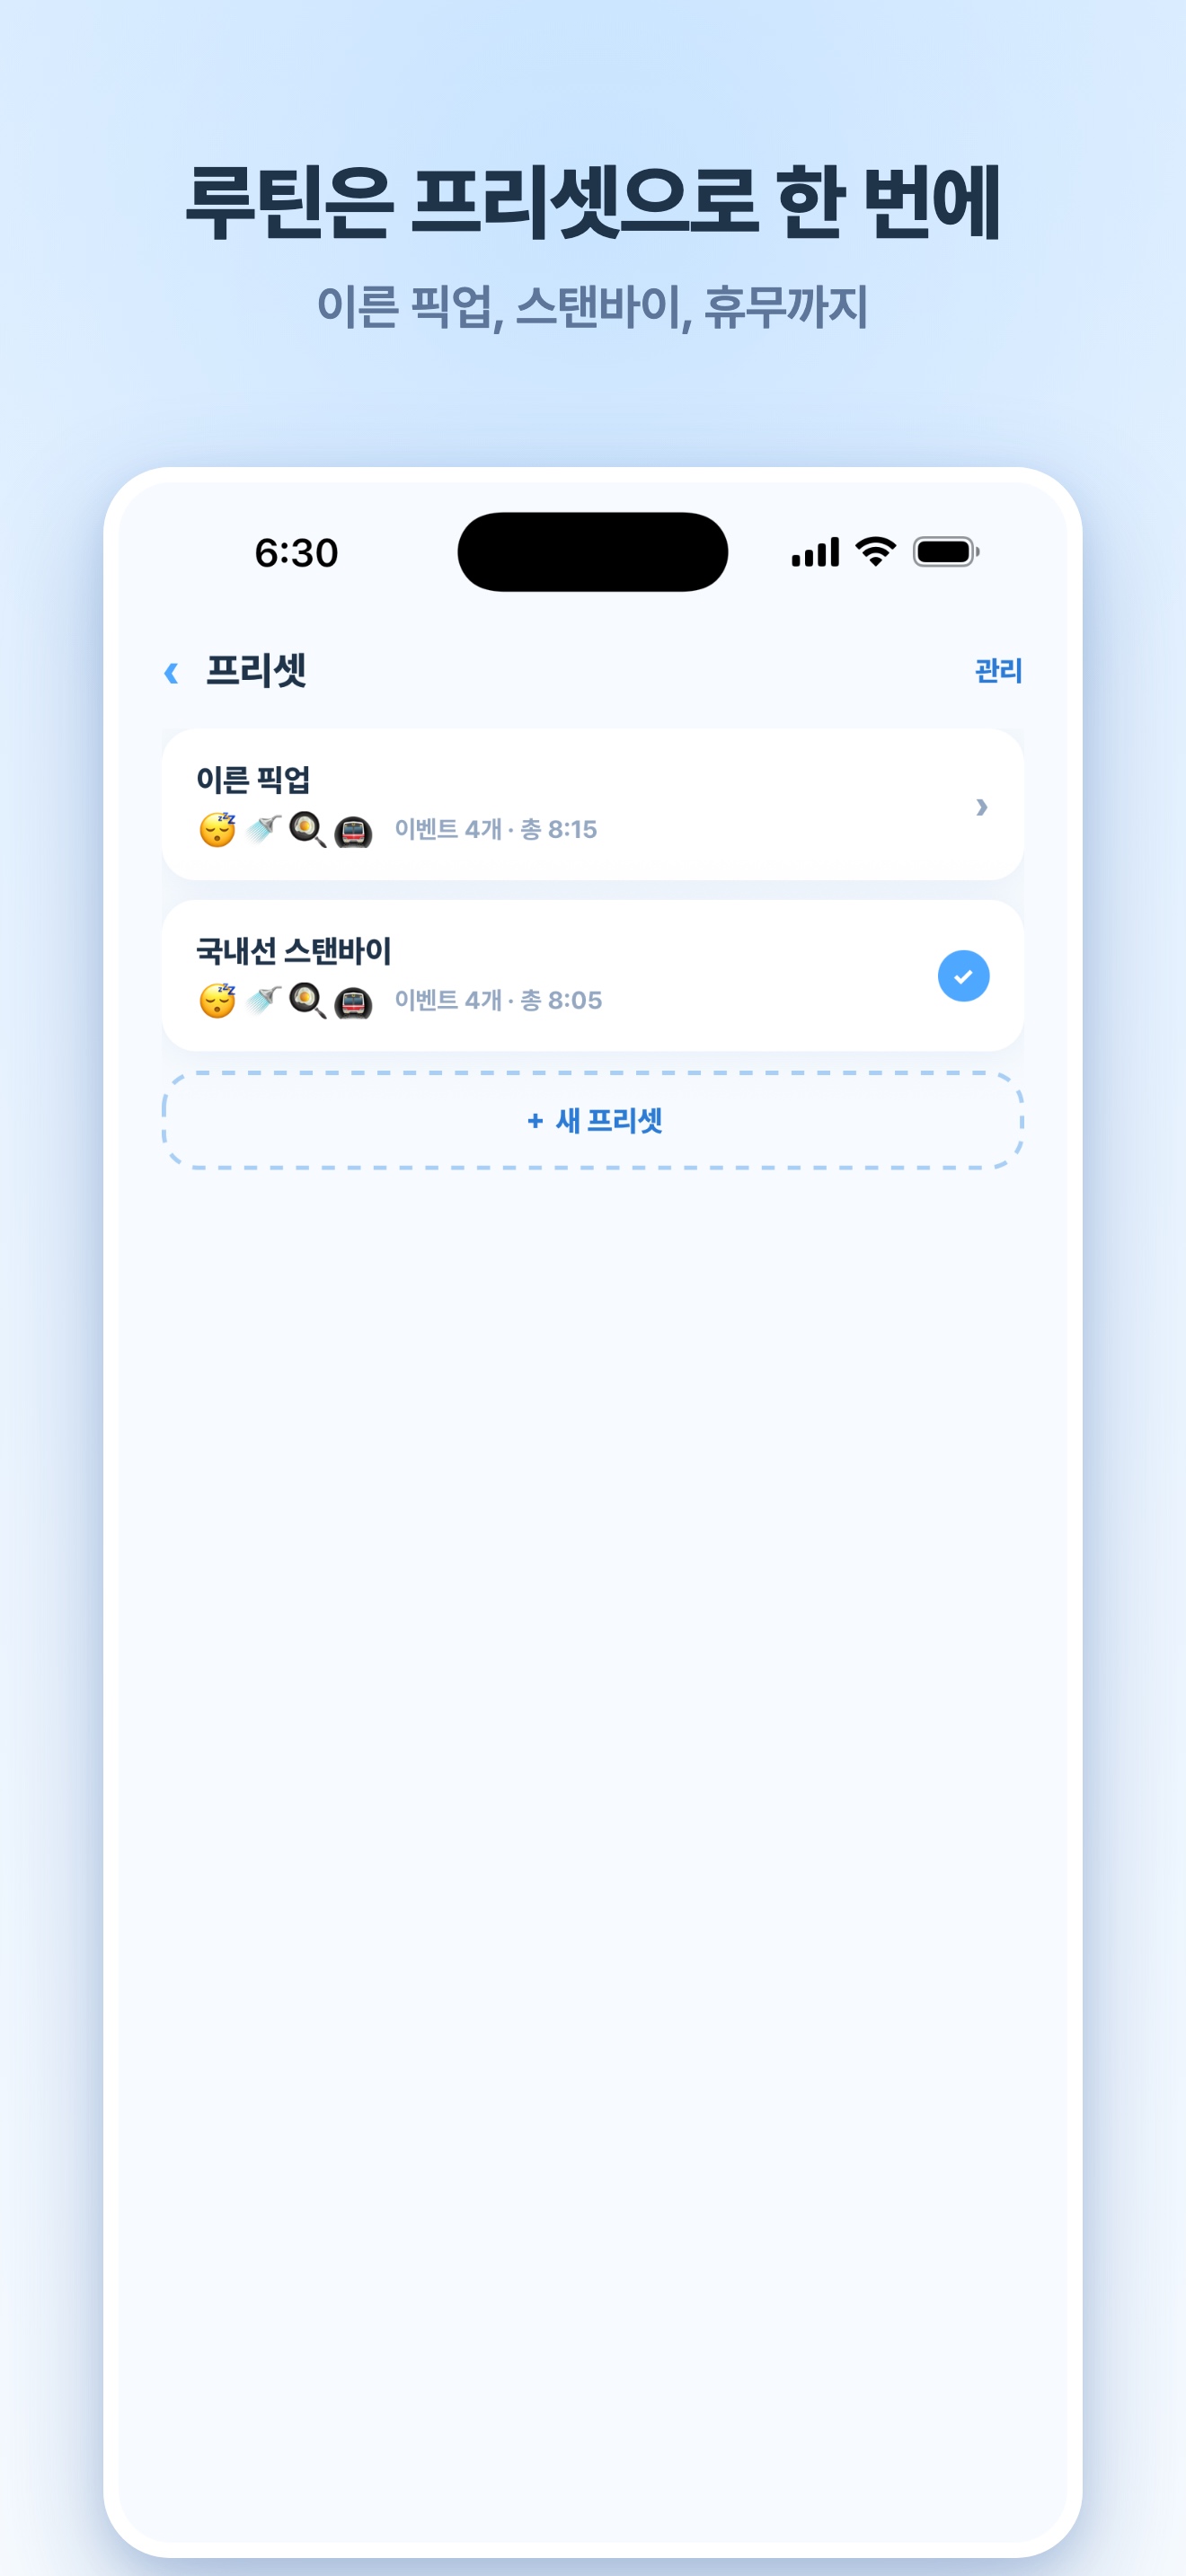 루틴은 프리셋으로 한 번에
이른 픽업, 스탠바이, 휴무까지
6:30
‹ 프리셋 관리
이른 픽업
이벤트 4개 · 총 8:15 ›
국내선 스탠바이
이벤트 4개 · 총 8:05
+ 새 프리셋